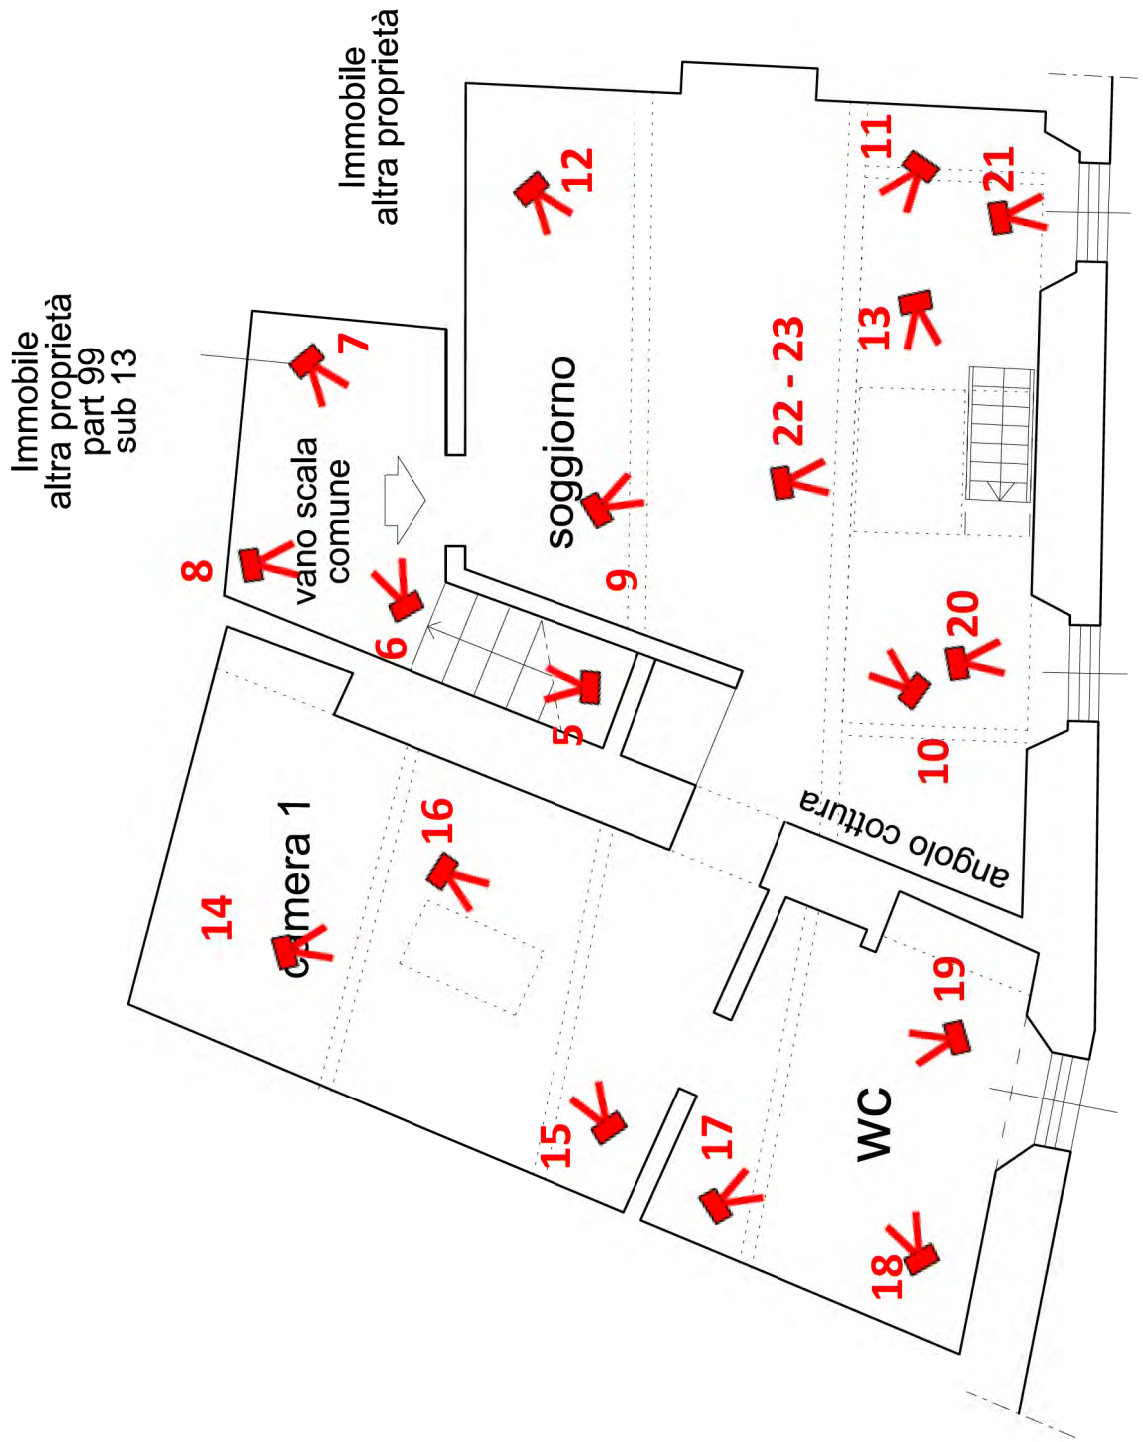 Immobile
altra proprietà
part 99
sub 13
Immobile
altra proprietà
vano scala
comune
soggiorno
camera 1
angolo cottura
WC
5
6
7
8
9
10
11
12
13
14
15
16
17
18
19
20
21
22 - 23